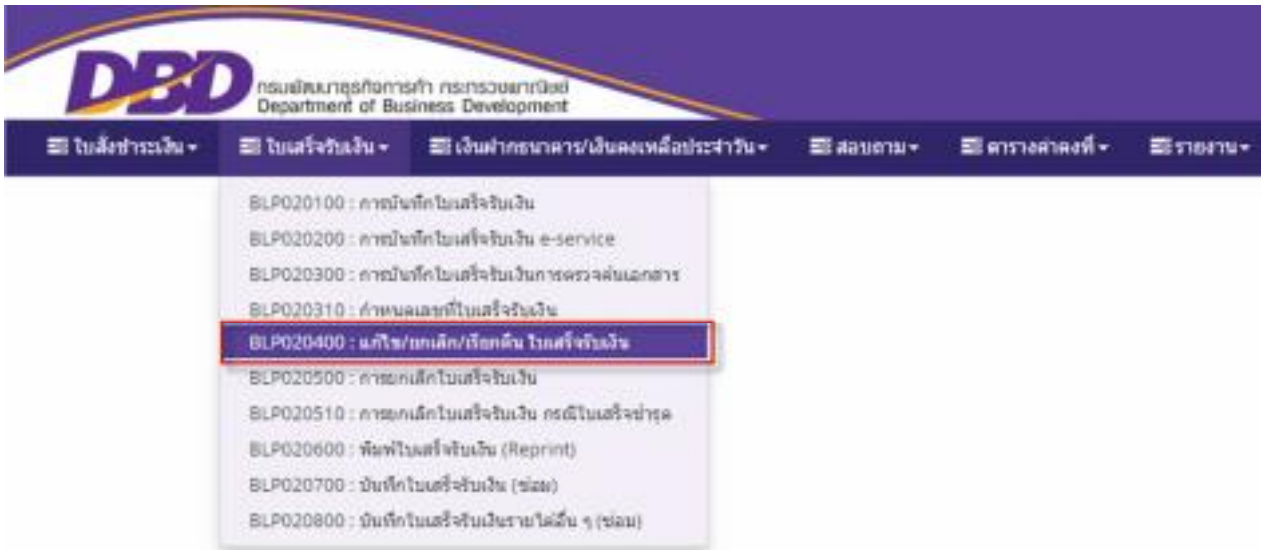 DBD
กรมพัฒนาธุรกิจการค้า กระทรวงพาณิชย์
Department of Business Development
ใบสั่งชำระเงิน ใบเสร็จรับเงิน เงินฝากธนาคาร/เงินคงเหลือประจำวัน สอบถาม ตารางค่าคงที่ รายงาน
BLP020100 : การบันทึกใบเสร็จรับเงิน
BLP020200 : การบันทึกใบเสร็จรับเงิน e-service
BLP020300 : การบันทึกใบเสร็จรับเงินการตรวจค้นเอกสาร
BLP020310 : กำหนดเลขที่ใบเสร็จรับเงิน
BLP020400 : แก้ไข/ยกเลิก/เรียกคืน ใบเสร็จรับเงิน
BLP020500 : การยกเลิกใบเสร็จรับเงิน
BLP020510 : การยกเลิกใบเสร็จรับเงิน กรณีใบเสร็จชำรุด
BLP020600 : พิมพ์ใบเสร็จรับเงิน (Reprint)
BLP020700 : บันทึกใบเสร็จรับเงิน (ซ่อม)
BLP020800 : บันทึกใบเสร็จรับเงินรายได้อื่น ๆ (ซ่อม)